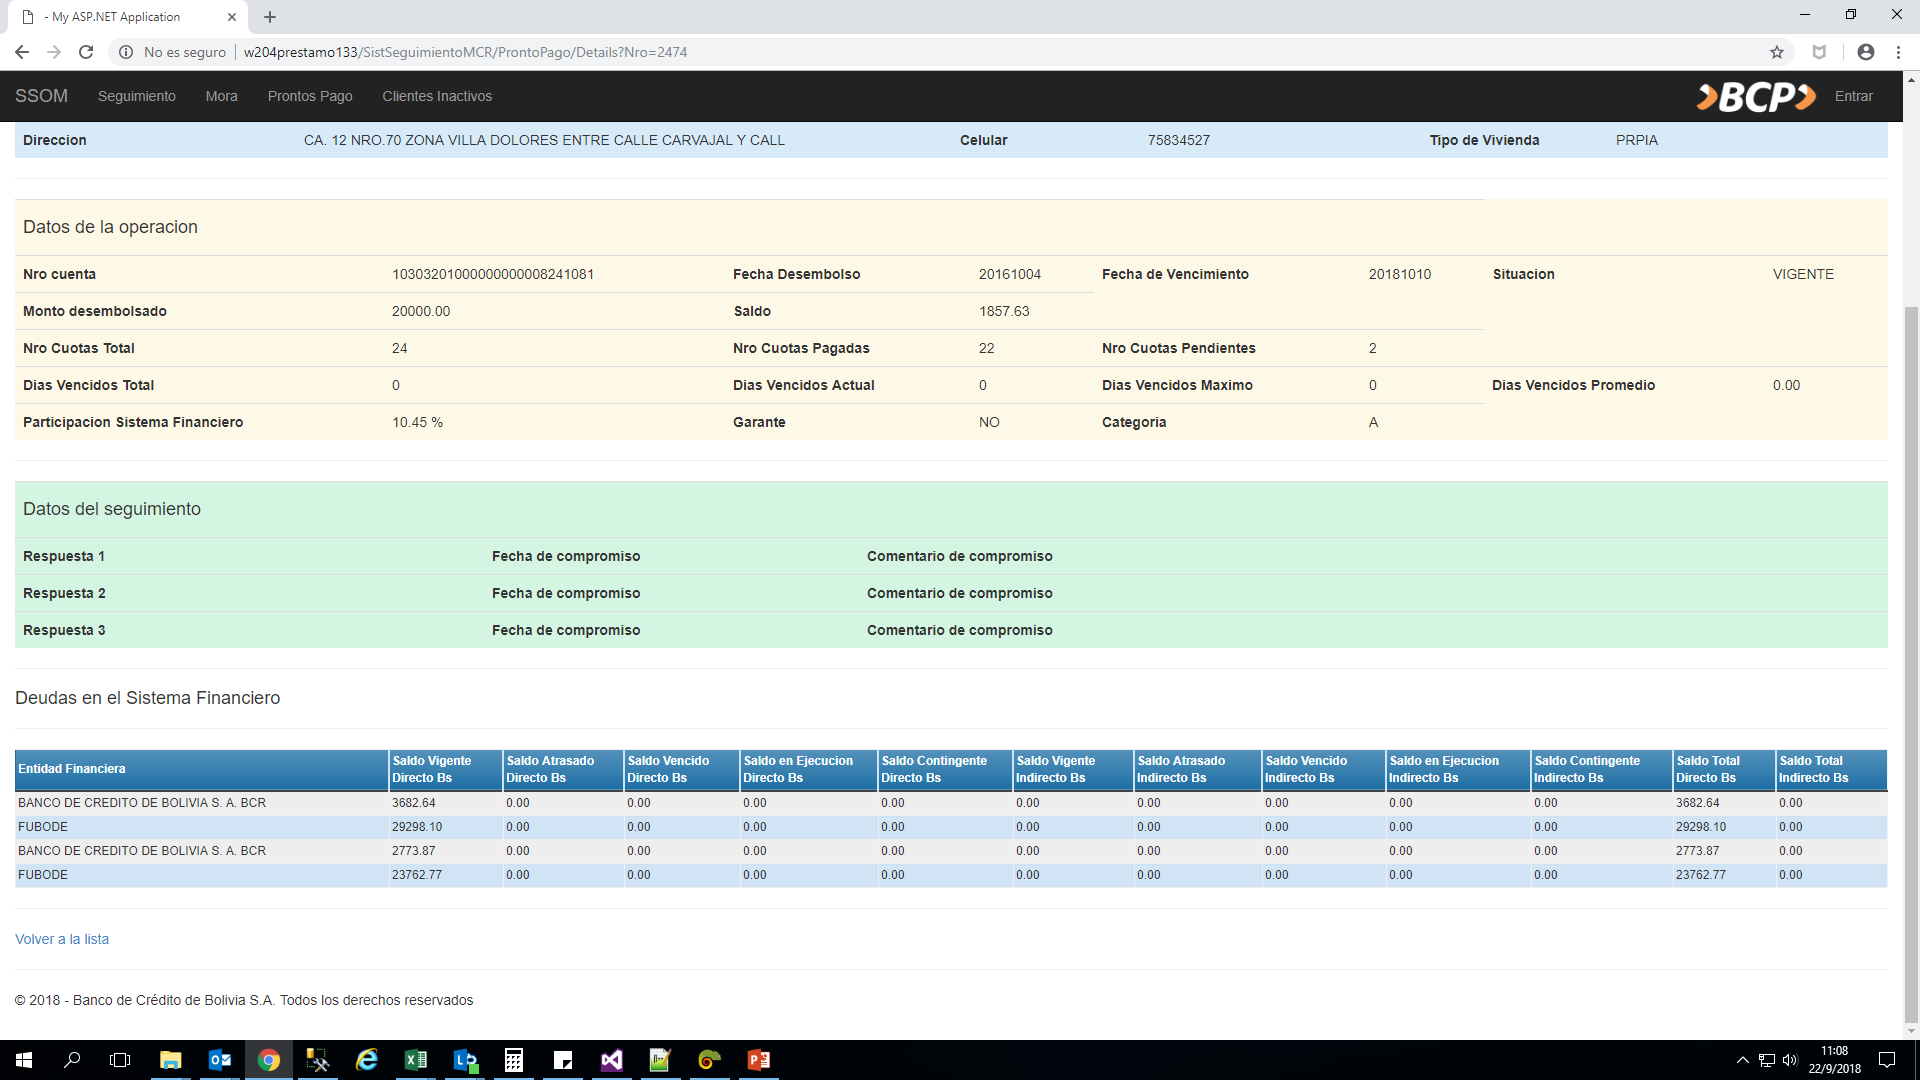 - My ASP.NET Application
No es seguro
w204prestamo133/SistSeguimientoMCR/ProntoPago/Details?Nro=2474
SSOM Seguimiento Mora Prontos Pago Clientes Inactivos BCP Entrar
Direccion CA. 12 NRO.70 ZONA VILLA DOLORES ENTRE CALLE CARVAJAL Y CALL Celular 75834527 Tipo de Vivienda PRPIA
Datos de la operacion
Nro cuenta 10303201000000000008241081 Fecha Desembolso 20161004 Fecha de Vencimiento 20181010 Situacion VIGENTE
Monto desembolsado 20000.00 Saldo 1857.63
Nro Cuotas Total 24 Nro Cuotas Pagadas 22 Nro Cuotas Pendientes 2
Dias Vencidos Total 0 Dias Vencidos Actual 0 Dias Vencidos Maximo 0 Dias Vencidos Promedio 0.00
Participacion Sistema Financiero 10.45 % Garante NO Categoria A
Datos del seguimiento
Respuesta 1 Fecha de compromiso Comentario de compromiso
Respuesta 2 Fecha de compromiso Comentario de compromiso
Respuesta 3 Fecha de compromiso Comentario de compromiso
Deudas en el Sistema Financiero
Entidad Financiera Saldo Vigente Directo Bs Saldo Atrasado Directo Bs Saldo Vencido Directo Bs Saldo en Ejecucion Directo Bs Saldo Contingente Directo Bs Saldo Vigente Indirecto Bs Saldo Atrasado Indirecto Bs Saldo Vencido Indirecto Bs Saldo en Ejecucion Indirecto Bs Saldo Contingente Indirecto Bs Saldo Total Directo Bs Saldo Total Indirecto Bs
BANCO DE CREDITO DE BOLIVIA S. A. BCR 3682.64 0.00 0.00 0.00 0.00 0.00 0.00 0.00 0.00 0.00 3682.64 0.00
FUBODE 29298.10 0.00 0.00 0.00 0.00 0.00 0.00 0.00 0.00 0.00 29298.10 0.00
BANCO DE CREDITO DE BOLIVIA S. A. BCR 2773.87 0.00 0.00 0.00 0.00 0.00 0.00 0.00 0.00 0.00 2773.87 0.00
FUBODE 23762.77 0.00 0.00 0.00 0.00 0.00 0.00 0.00 0.00 0.00 23762.77 0.00
Volver a la lista
© 2018 - Banco de Crédito de Bolivia S.A. Todos los derechos reservados
11:08
22/9/2018